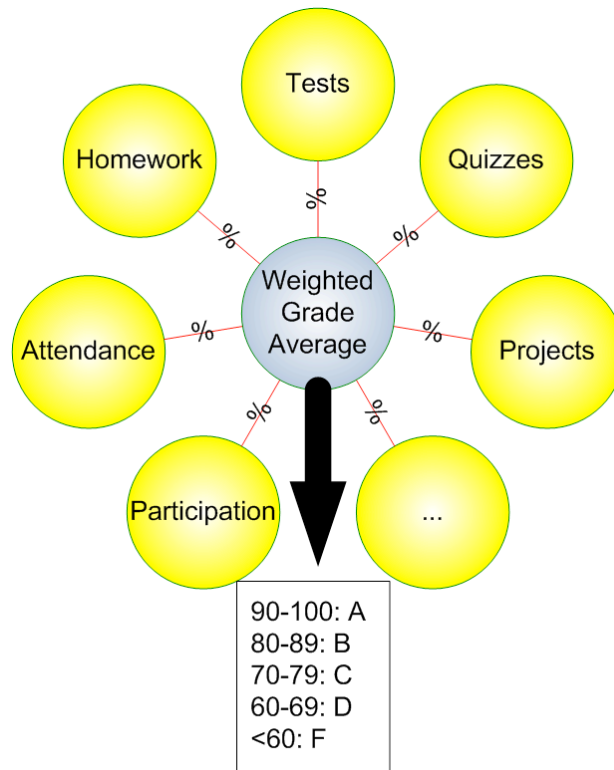 Tests
Homework
Quizzes
%
%
%
Weighted
Grade
Average
Attendance
%
%
Projects
%
%
Participation
...
90-100: A
80-89: B
70-79: C
60-69: D
<60: F